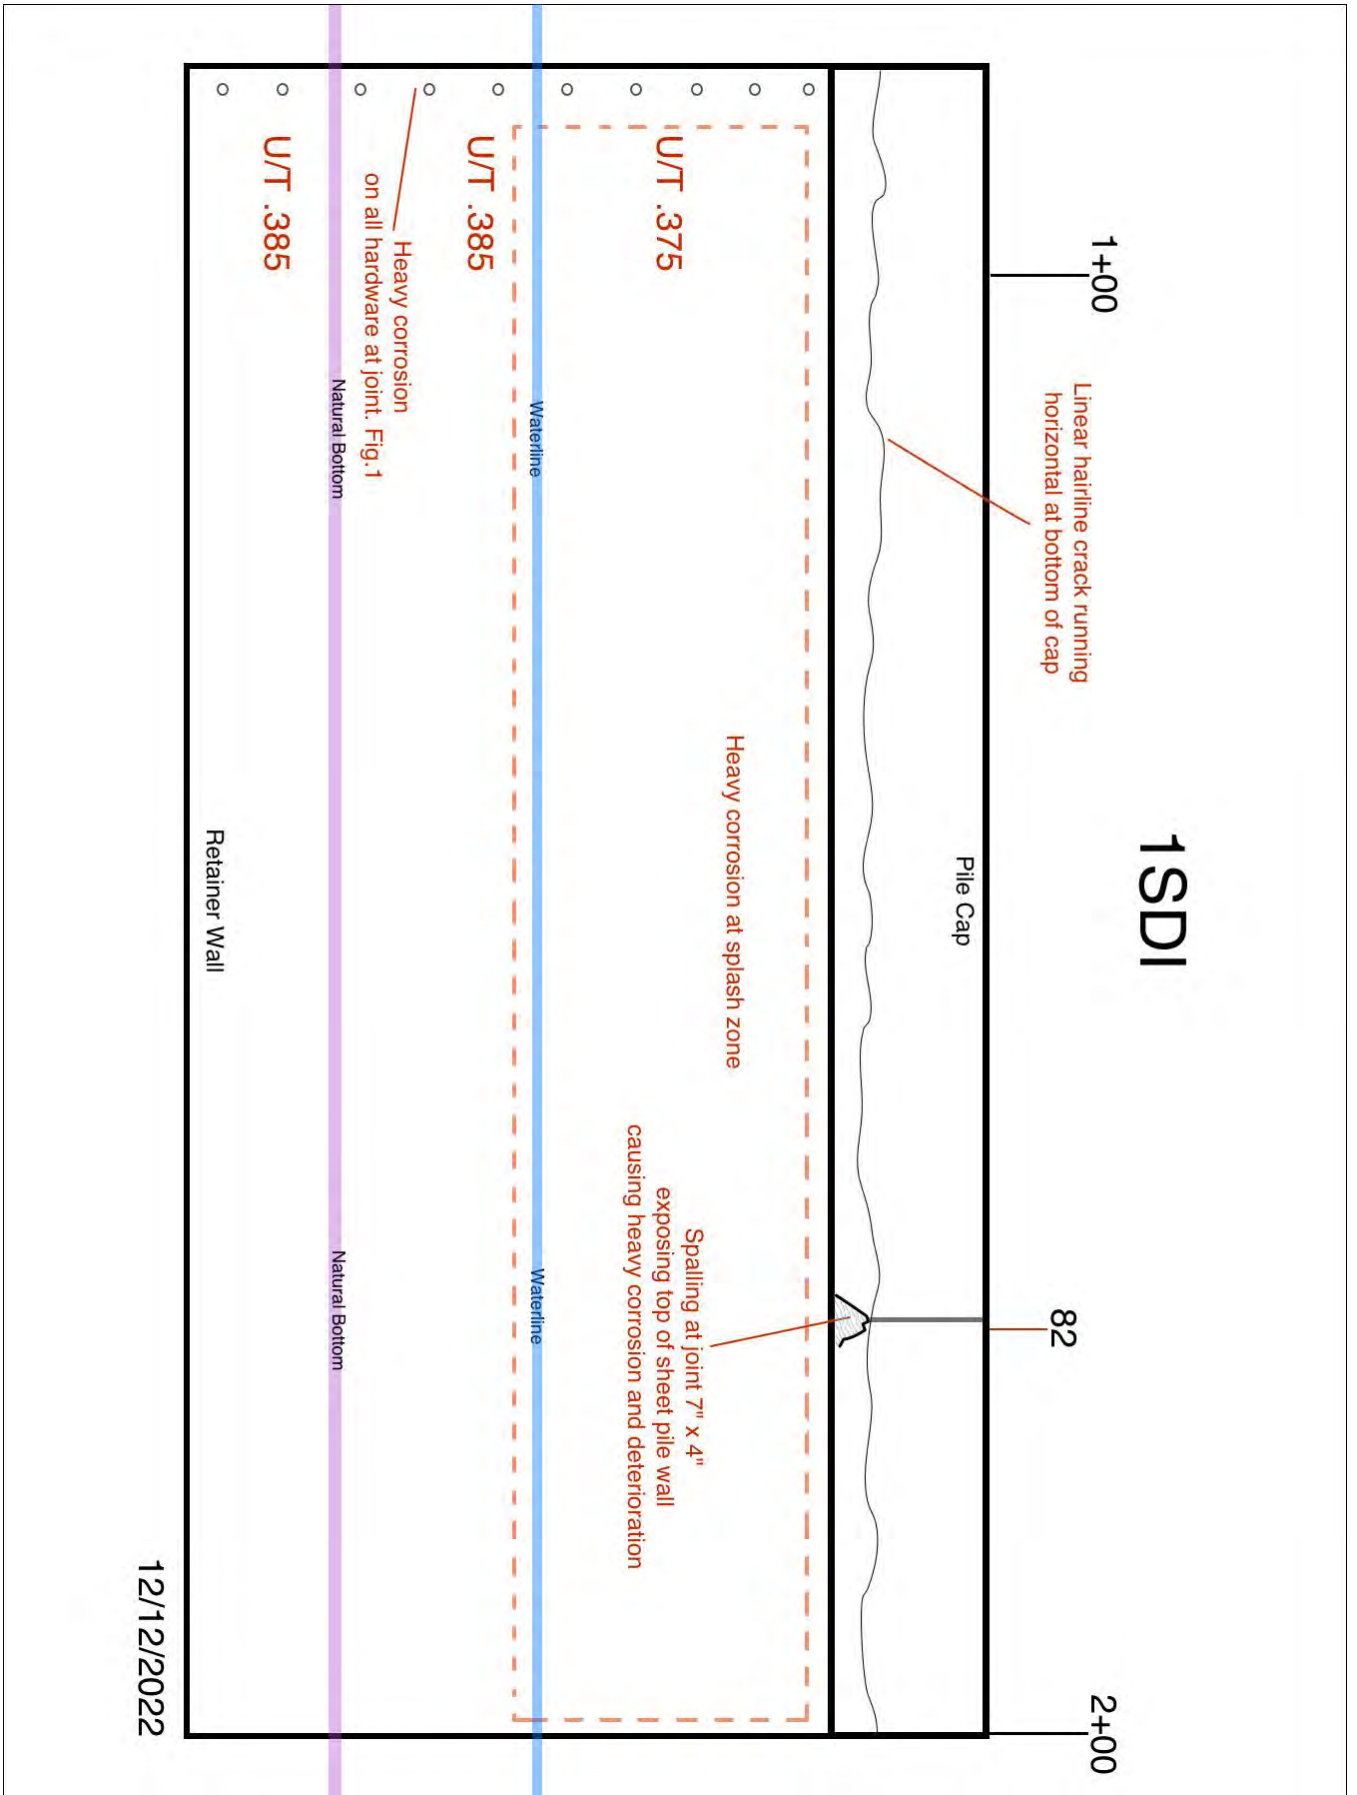 1SDI
1+00
82
2+00
Linear hairline crack running
horizontal at bottom of cap
Pile Cap
Heavy corrosion at splash zone
U/T .375
Spalling at joint 7" x 4"
exposing top of sheet pile wall
causing heavy corrosion and deterioration
Waterline
Waterline
U/T .385
Heavy corrosion
on all hardware at joint. Fig.1
Natural Bottom
Natural Bottom
U/T .385
Retainer Wall
12/12/2022